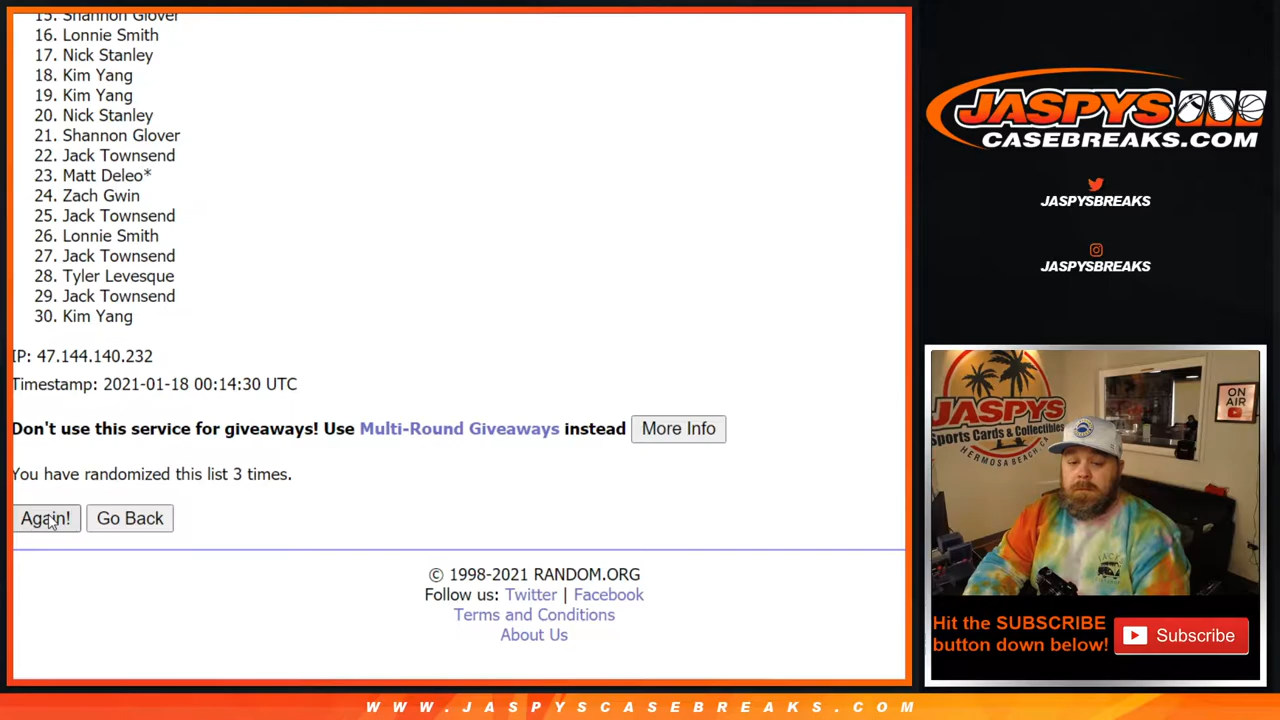 15. Shannon Glover
16. Lonnie Smith
17. Nick Stanley
18. Kim Yang
19. Kim Yang
20. Nick Stanley
21. Shannon Glover
22. Jack Townsend
23. Matt Deleo*
24. Zach Gwin
25. Jack Townsend
26. Lonnie Smith
27. Jack Townsend
28. Tyler Levesque
29. Jack Townsend
30. Kim Yang
IP: 47.144.140.232
Timestamp: 2021-01-18 00:14:30 UTC
Don't use this service for giveaways! Use Multi-Round Giveaways instead More Info
You have randomized this list 3 times.
Again! Go Back
© 1998-2021 RANDOM.ORG
Follow us: Twitter | Facebook
Terms and Conditions
About Us
JASPYS
CASEBREAKS.COM
JASPYSBREAKS
JASPYSBREAKS
JASPYS
Sports Cards & Collectibles
HERMOSA BEACH, CA
ON
AIR
Hit the SUBSCRIBE
button down below!
Subscribe
WWW.JASPYSCASEBREAKS.COM